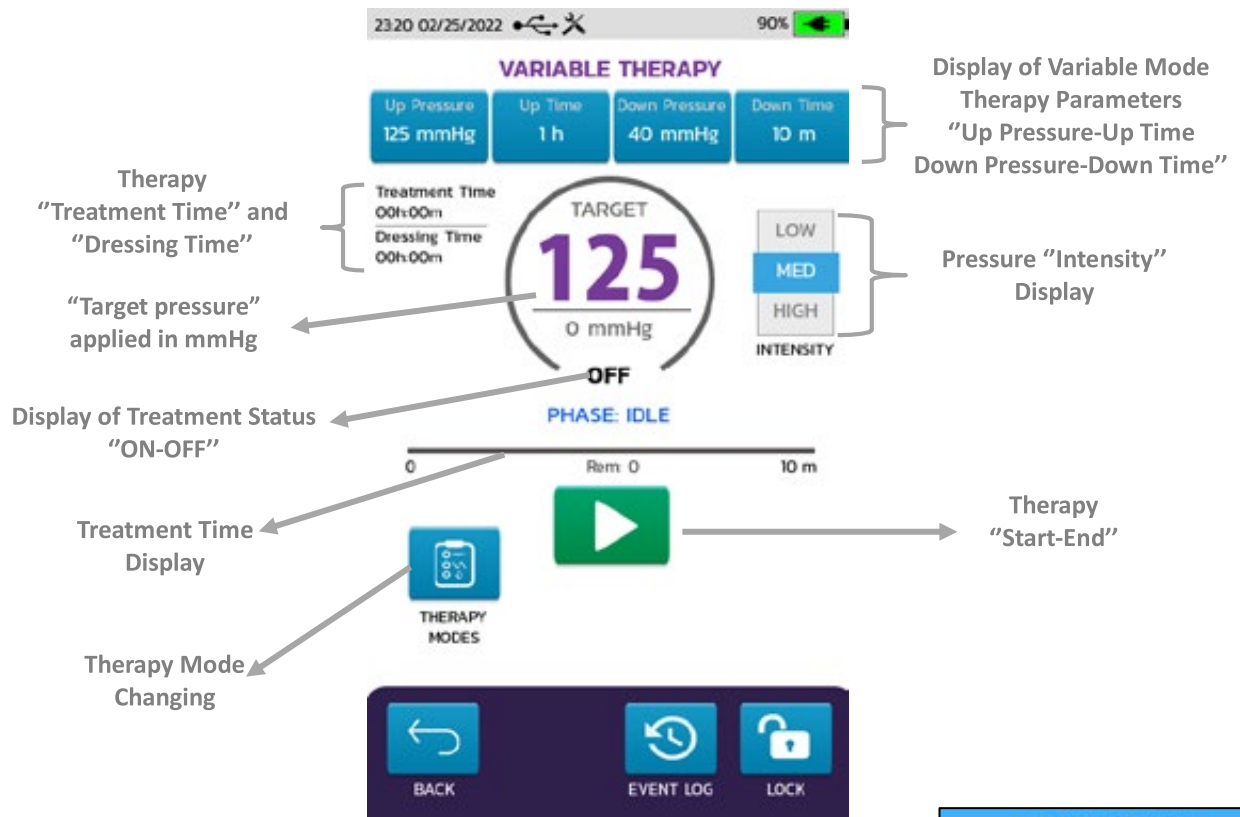 23:20 02/25/2022
90%
VARIABLE THERAPY
Up Pressure
125 mmHg
Up Time
1 h
Down Pressure
40 mmHg
Down Time
10 m
Display of Variable Mode
Therapy Parameters
“Up Pressure-Up Time
Down Pressure-Down Time”
Therapy
“Treatment Time” and
“Dressing Time”
Treatment Time
00h:00m
Dressing Time
00h:00m
TARGET
125
0 mmHg
OFF
LOW
MED
HIGH
INTENSITY
Pressure “Intensity”
Display
“Target pressure”
applied in mmHg
Display of Treatment Status
“ON-OFF”
PHASE: IDLE
0
Rem: 0
10 m
Treatment Time
Display
Therapy
“Start-End”
THERAPY
MODES
Therapy Mode
Changing
BACK
EVENT LOG
LOCK